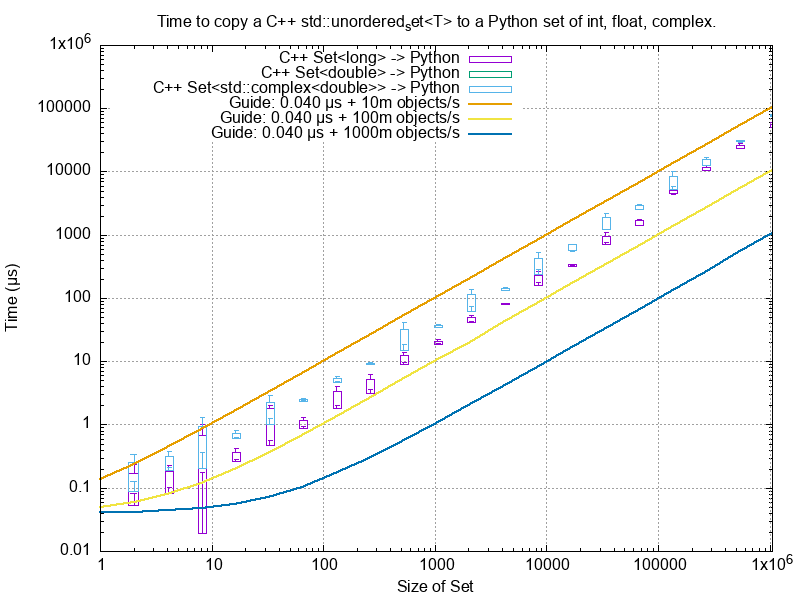 Time to copy a C++ std::unordered_set<T> to a Python set of int, float, complex.
C++ Set<long> -> Python
C++ Set<double> -> Python
C++ Set<std::complex<double>> -> Python
Guide: 0.040 µs + 10m objects/s
Guide: 0.040 µs + 100m objects/s
Guide: 0.040 µs + 1000m objects/s
1x10^6
100000
10000
1000
100
10
1
0.1
0.01
Time (µs)
1 10 100 1000 10000 100000 1x10^6
Size of Set